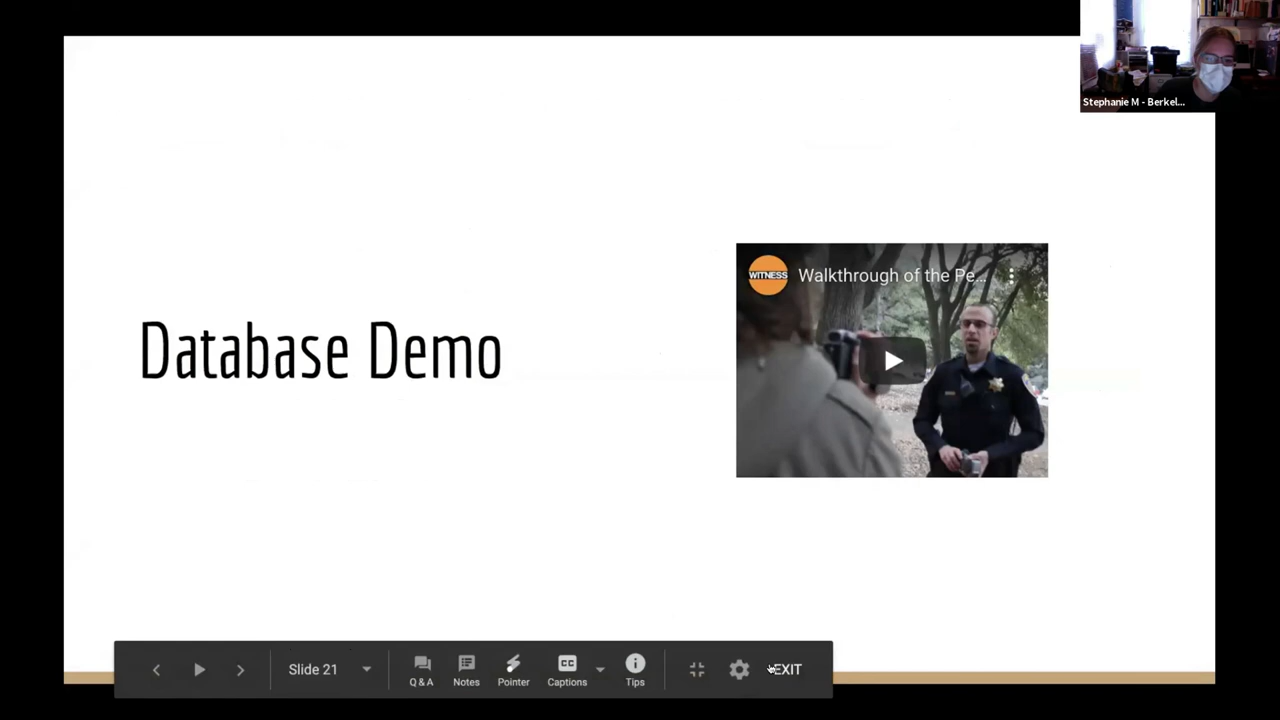 Stephanie M - Berkel...
WITNESS
Walkthrough of the Pe...
Database Demo
Slide 21
Q & A
Notes
Pointer
CC
Captions
Tips
EXIT